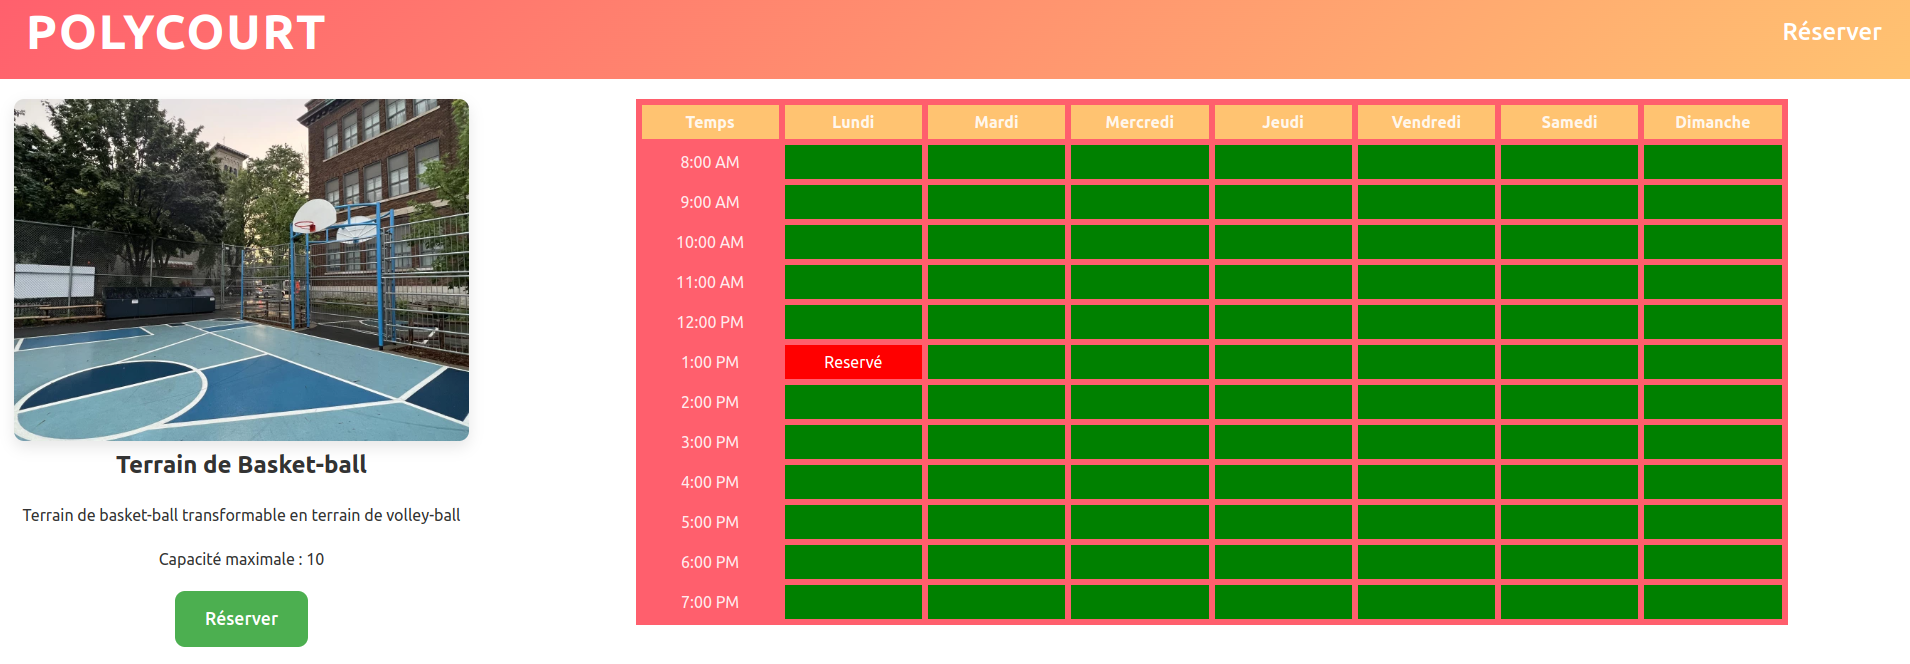 POLYCOURT
Réserver
Terrain de Basket-ball
Terrain de basket-ball transformable en terrain de volley-ball
Capacité maximale : 10
Réserver
Temps Lundi Mardi Mercredi Jeudi Vendredi Samedi Dimanche
8:00 AM
9:00 AM
10:00 AM
11:00 AM
12:00 PM
1:00 PM Reservé
2:00 PM
3:00 PM
4:00 PM
5:00 PM
6:00 PM
7:00 PM